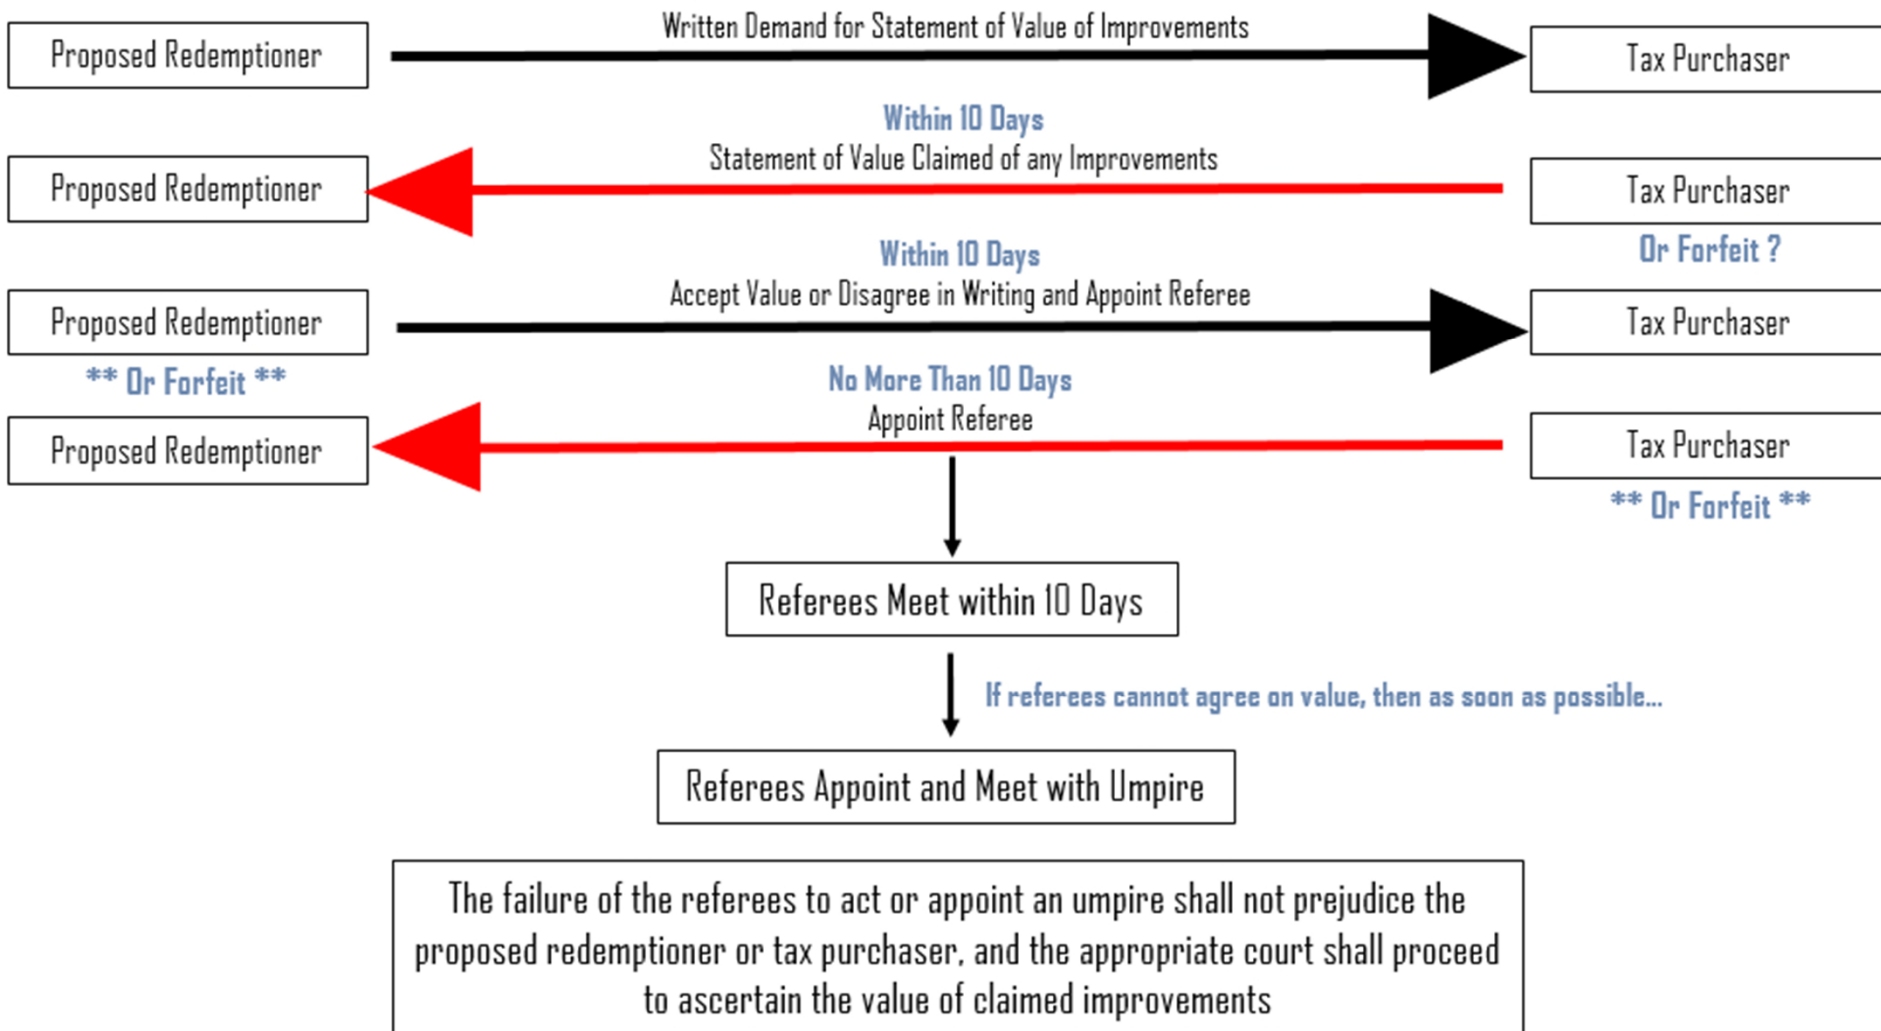 Written Demand for Statement of Value of Improvements
Proposed Redemptioner
Tax Purchaser
Within 10 Days
Statement of Value Claimed of any Improvements
Proposed Redemptioner
Tax Purchaser
Or Forfeit ?
Within 10 Days
Accept Value or Disagree in Writing and Appoint Referee
Proposed Redemptioner
Tax Purchaser
** Or Forfeit **
No More Than 10 Days
Appoint Referee
Proposed Redemptioner
Tax Purchaser
** Or Forfeit **
Referees Meet within 10 Days
If referees cannot agree on value, then as soon as possible...
Referees Appoint and Meet with Umpire
The failure of the referees to act or appoint an umpire shall not prejudice the
proposed redemptioner or tax purchaser, and the appropriate court shall proceed
to ascertain the value of claimed improvements